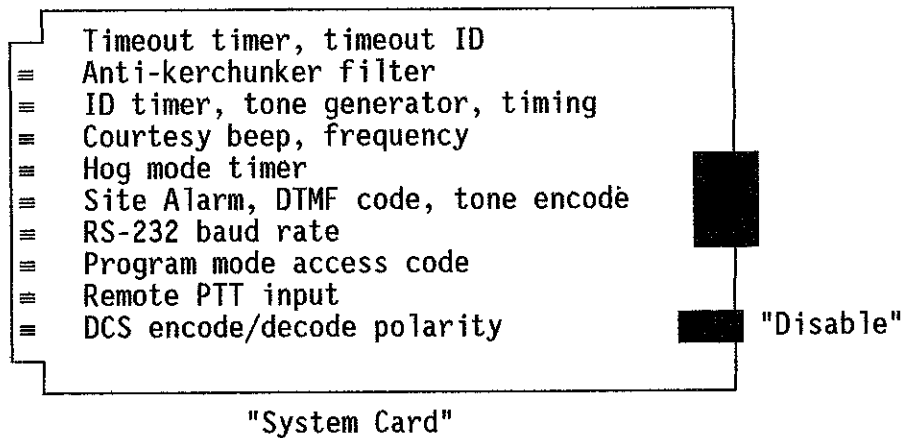 Timeout timer, timeout ID
Anti-kerchunker filter
ID timer, tone generator, timing
Courtesy beep, frequency
Hog mode timer
Site Alarm, DTMF code, tone encode
RS-232 baud rate
Program mode access code
Remote PTT input
DCS encode/decode polarity
"Disable"
"System Card"